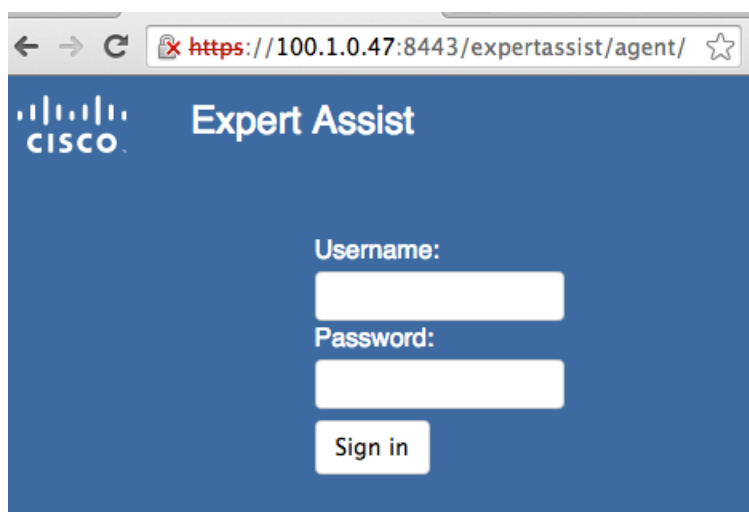 https://100.1.0.47:8443/expertassist/agent/
CISCO.
Expert Assist
Username:
Password:
Sign in